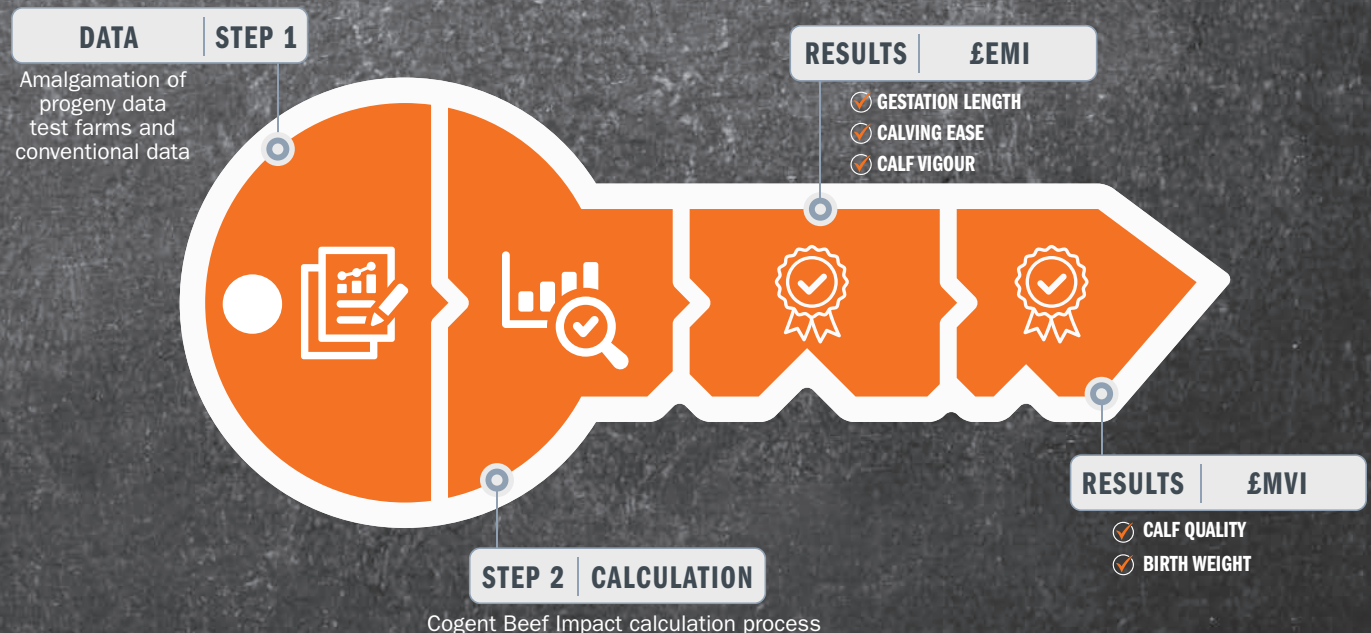 DATA STEP 1
Amalgamation of
progeny data
test farms and
conventional data
RESULTS £EMI
GESTATION LENGTH
CALVING EASE
CALF VIGOUR
STEP 2 CALCULATION
Cogent Beef Impact calculation process
RESULTS £MVI
CALF QUALITY
BIRTH WEIGHT